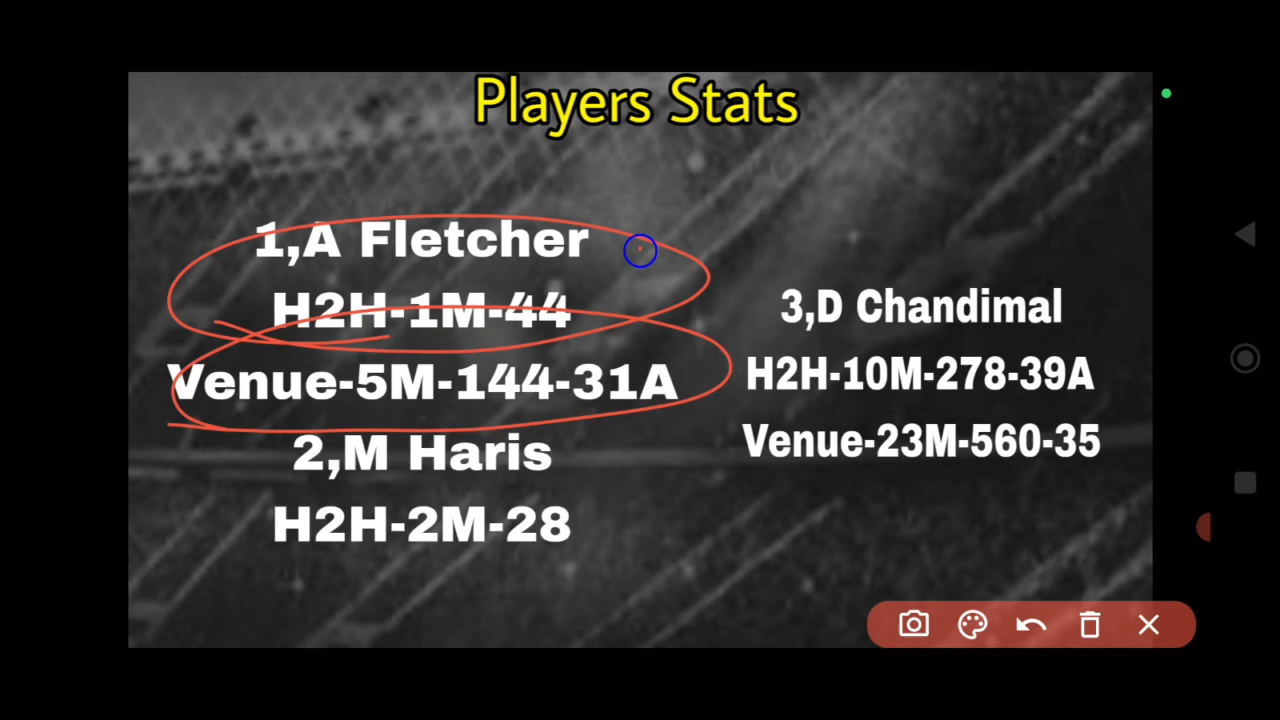 Players Stats
1,A Fletcher
H2H-1M-44
Venue-5M-144-31A
2,M Haris
H2H-2M-28
3,D Chandimal
H2H-10M-278-39A
Venue-23M-560-35